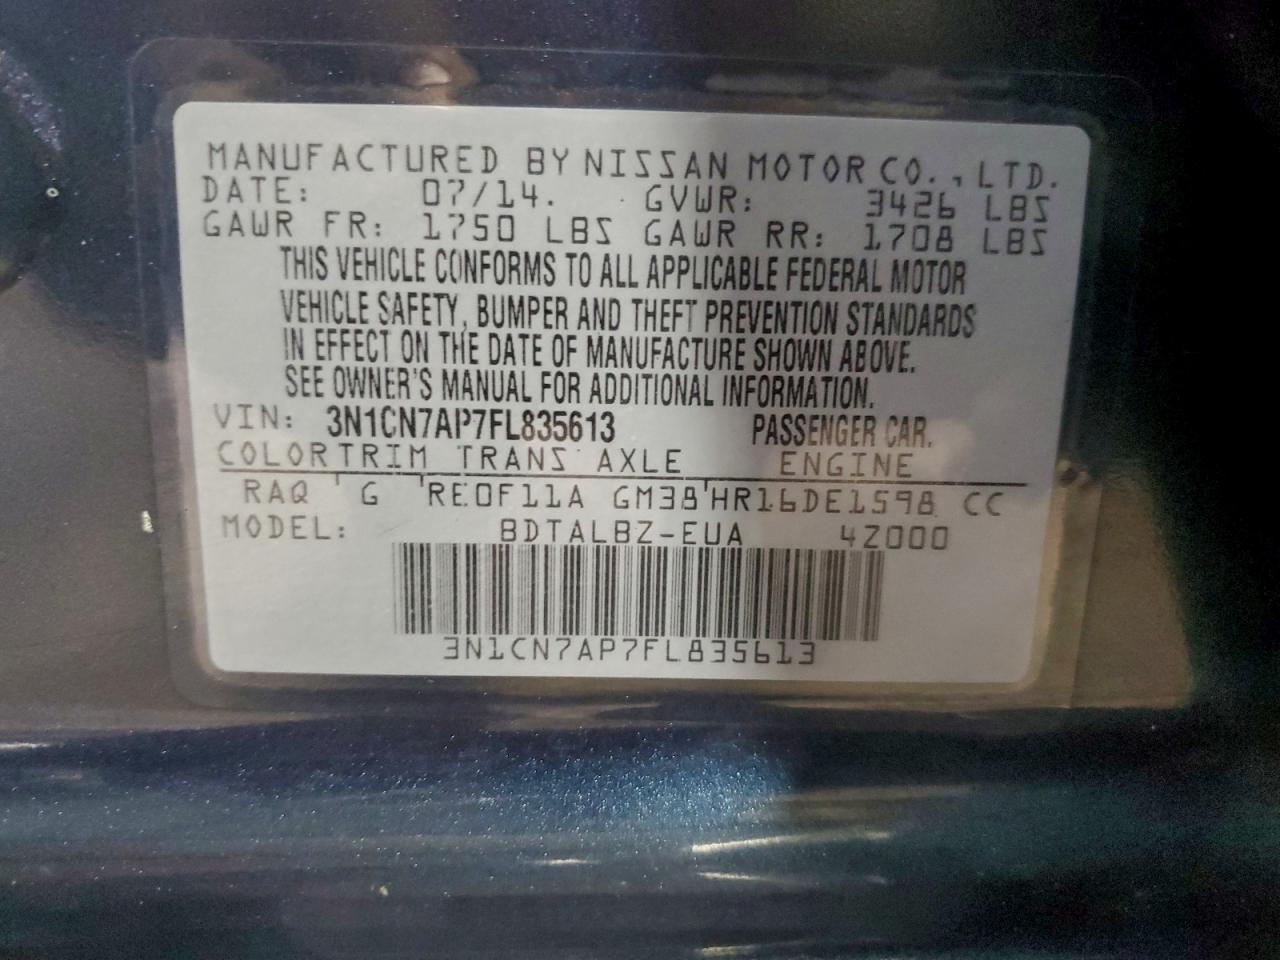 MANUFACTURED BY NISSAN MOTOR CO., LTD.
DATE: 07/14. GVWR: 3426 LBS
GAWR FR: 1750 LBS GAWR RR: 1708 LBS
THIS VEHICLE CONFORMS TO ALL APPLICABLE FEDERAL MOTOR
VEHICLE SAFETY, BUMPER AND THEFT PREVENTION STANDARDS
IN EFFECT ON THE DATE OF MANUFACTURE SHOWN ABOVE.
SEE OWNER'S MANUAL FOR ADDITIONAL INFORMATION.
VIN: 3N1CN7AP7FL835613 PASSENGER CAR.
COLOR TRIM TRANS AXLE ENGINE
RAQ G RE0F11A GM38 HR16DE1598 CC
MODEL: BDTALBZ-EUA 42000
3N1CN7AP7FL835613